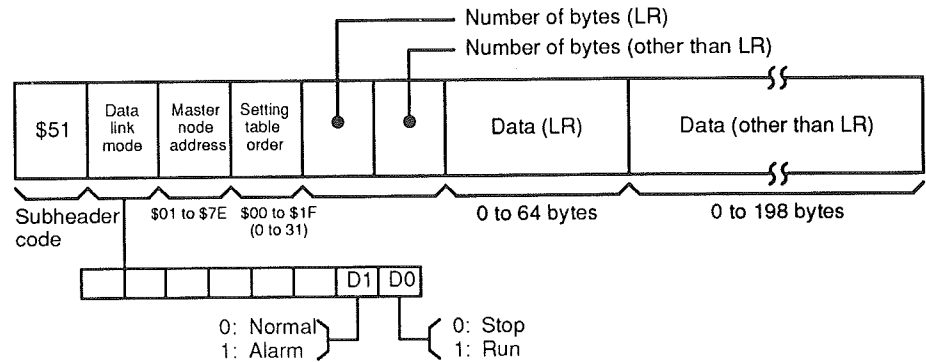 Number of bytes (LR)
Number of bytes (other than LR)
$51
Data
link
mode
Master
node
address
Setting
table
order
Data (LR)
Data (other than LR)
Subheader
code
$01 to $7E
$00 to $1F
(0 to 31)
0 to 64 bytes
0 to 198 bytes
D1
D0
0: Normal
1: Alarm
0: Stop
1: Run